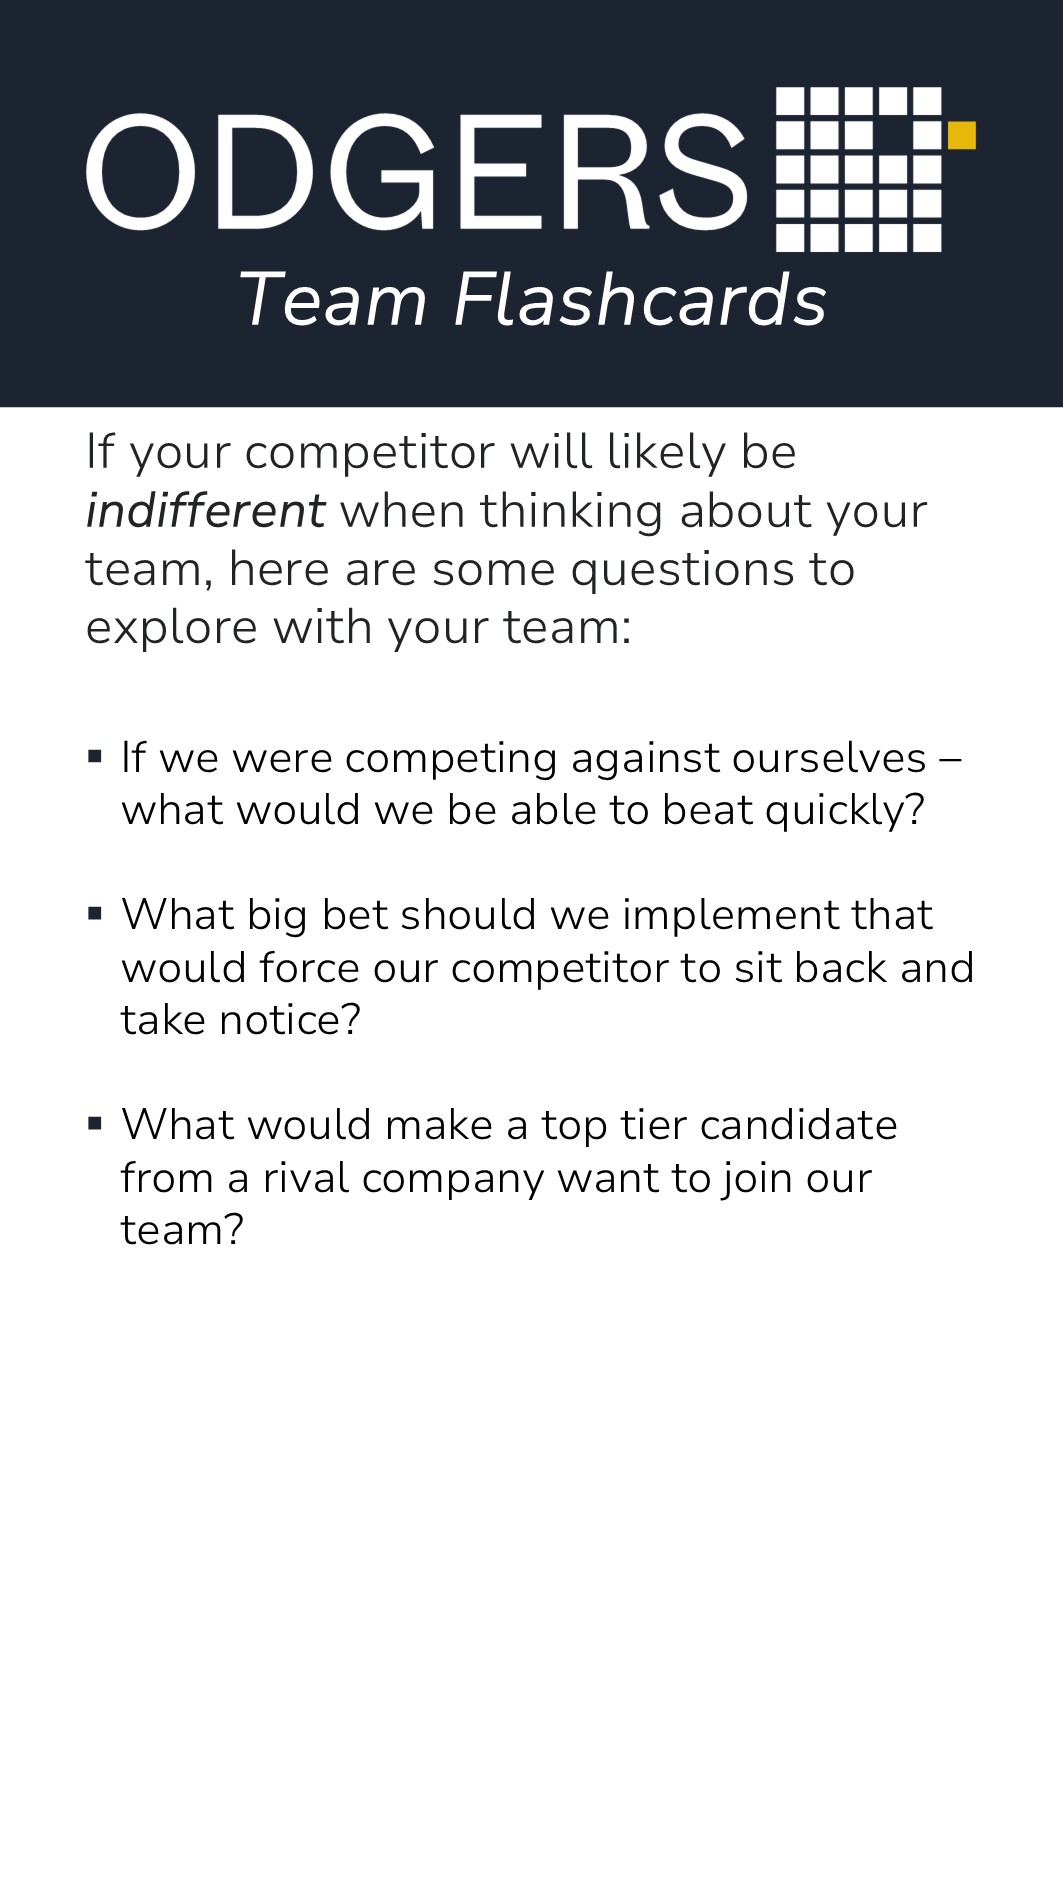 ODGERS
Team Flashcards
If your competitor will likely be
indifferent when thinking about your
team, here are some questions to
explore with your team:
▪ If we were competing against ourselves –
what would we be able to beat quickly?
▪ What big bet should we implement that
would force our competitor to sit back and
take notice?
▪ What would make a top tier candidate
from a rival company want to join our
team?